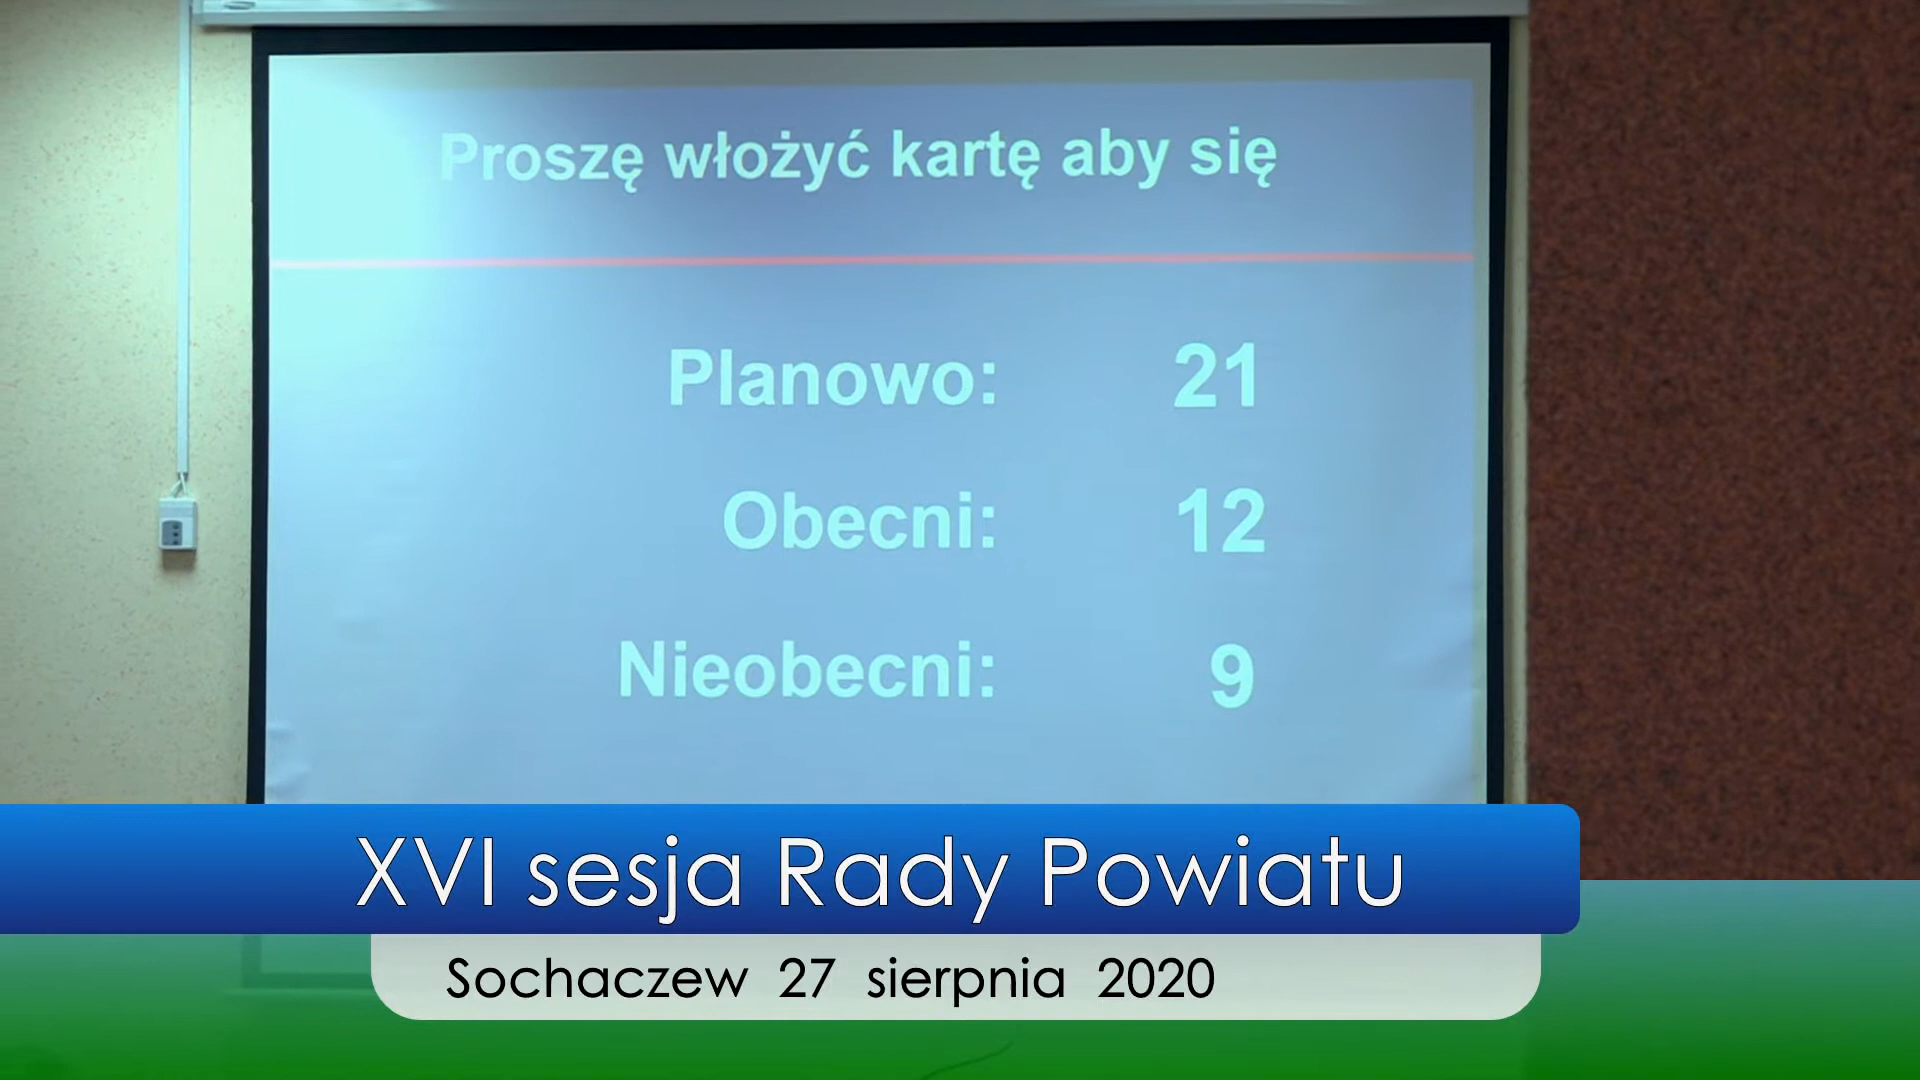 Proszę włożyć kartę aby się
Planowo: 21
Obecni: 12
Nieobecni: 9
XVI sesja Rady Powiatu
Sochaczew 27 sierpnia 2020